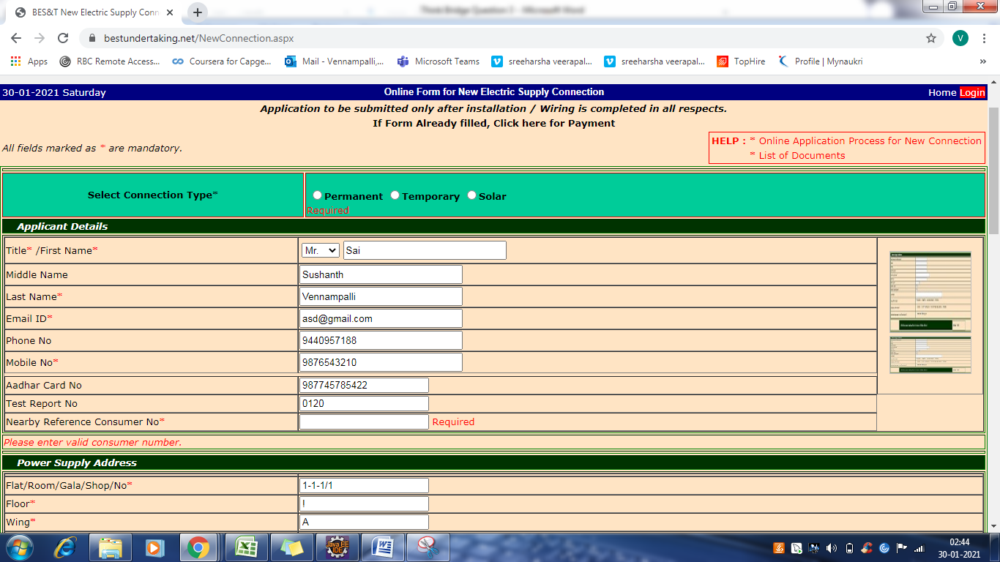 BES&T New Electric Supply Conn
bestundertaking.net/NewConnection.aspx
V
Apps
RBC Remote Access...
Coursera for Capge...
Mail - Vennampalli,...
Microsoft Teams
sreeharsha veerapal...
sreeharsha veerapal...
TopHire
Profile | Mynaukri
»
30-01-2021 Saturday
Online Form for New Electric Supply Connection
Home Login
Application to be submitted only after installation / Wiring is completed in all respects.
If Form Already filled, Click here for Payment
All fields marked as * are mandatory.
HELP : * Online Application Process for New Connection
* List of Documents
Select Connection Type*
Permanent Temporary Solar
Required
Applicant Details
Title* /First Name* Mr. Sai
Middle Name Sushanth
Last Name* Vennampalli
Email ID* asd@gmail.com
Phone No 9440957188
Mobile No* 9876543210
Aadhar Card No 987745785422
Test Report No 0120
Nearby Reference Consumer No* Required
Please enter valid consumer number.
Power Supply Address
Flat/Room/Gala/Shop/No* 1-1-1/1
Floor* !
Wing* A
Java EE
IDE
02:44
30-01-2021